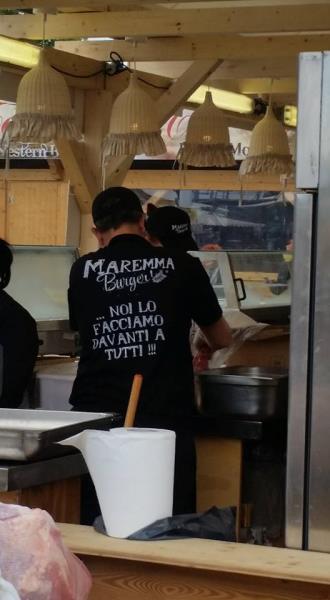 MAREMMA
Burger
... NOI LO
FACCIAMO
DAVANTI A
TUTTI !!!